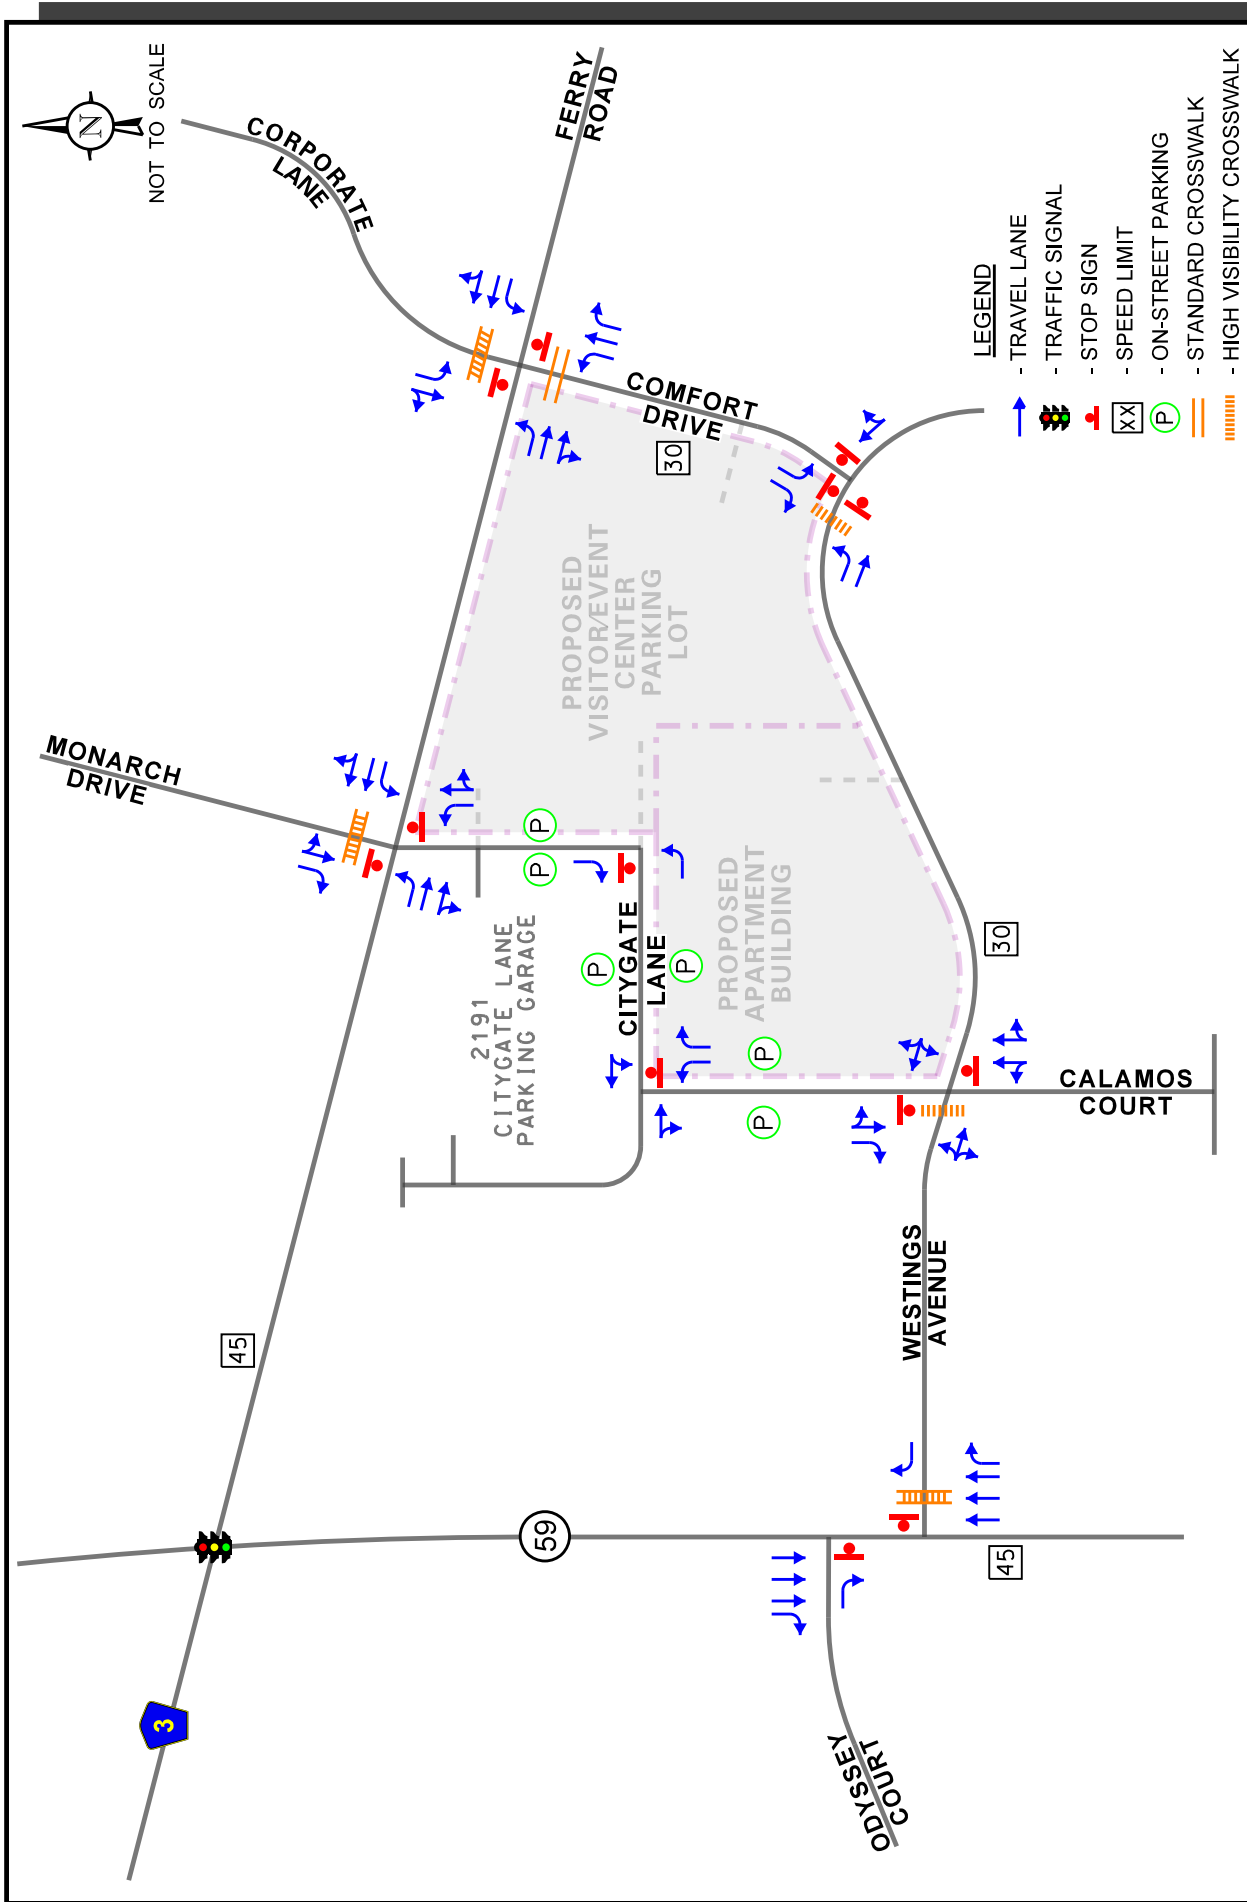 N
NOT TO SCALE
CORPORATE
LANE
FERRY
ROAD
MONARCH
DRIVE
COMFORT
DRIVE
30
PROPOSED
VISITOR/EVENT
CENTER
PARKING
LOT
P
P
2191
CITYGATE LANE
PARKING GARAGE
P
CITYGATE
LANE
P
PROPOSED
APARTMENT
BUILDING
P
P
30
CALAMOS
COURT
WESTINGS
AVENUE
45
59
45
3
ODYSSEY
COURT
LEGEND
- TRAVEL LANE
- TRAFFIC SIGNAL
- STOP SIGN
XX - SPEED LIMIT
P - ON-STREET PARKING
- STANDARD CROSSWALK
- HIGH VISIBILITY CROSSWALK